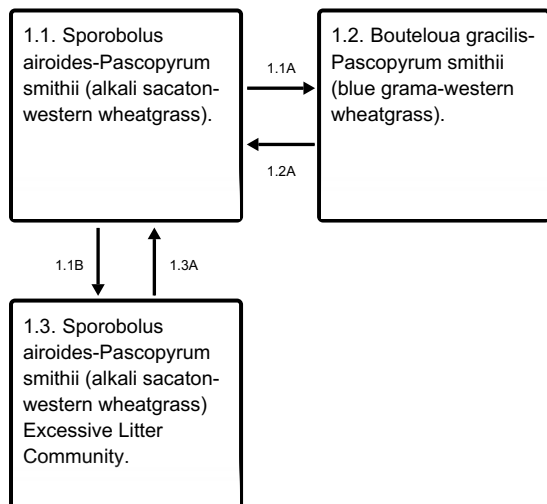 1.1. Sporobolus
airoides-Pascopyrum
smithii (alkali sacaton-
western wheatgrass).
1.1A
1.2. Bouteloua gracilis-
Pascopyrum smithii
(blue grama-western
wheatgrass).
1.2A
1.1B
1.3A
1.3. Sporobolus
airoides-Pascopyrum
smithii (alkali sacaton-
western wheatgrass)
Excessive Litter
Community.